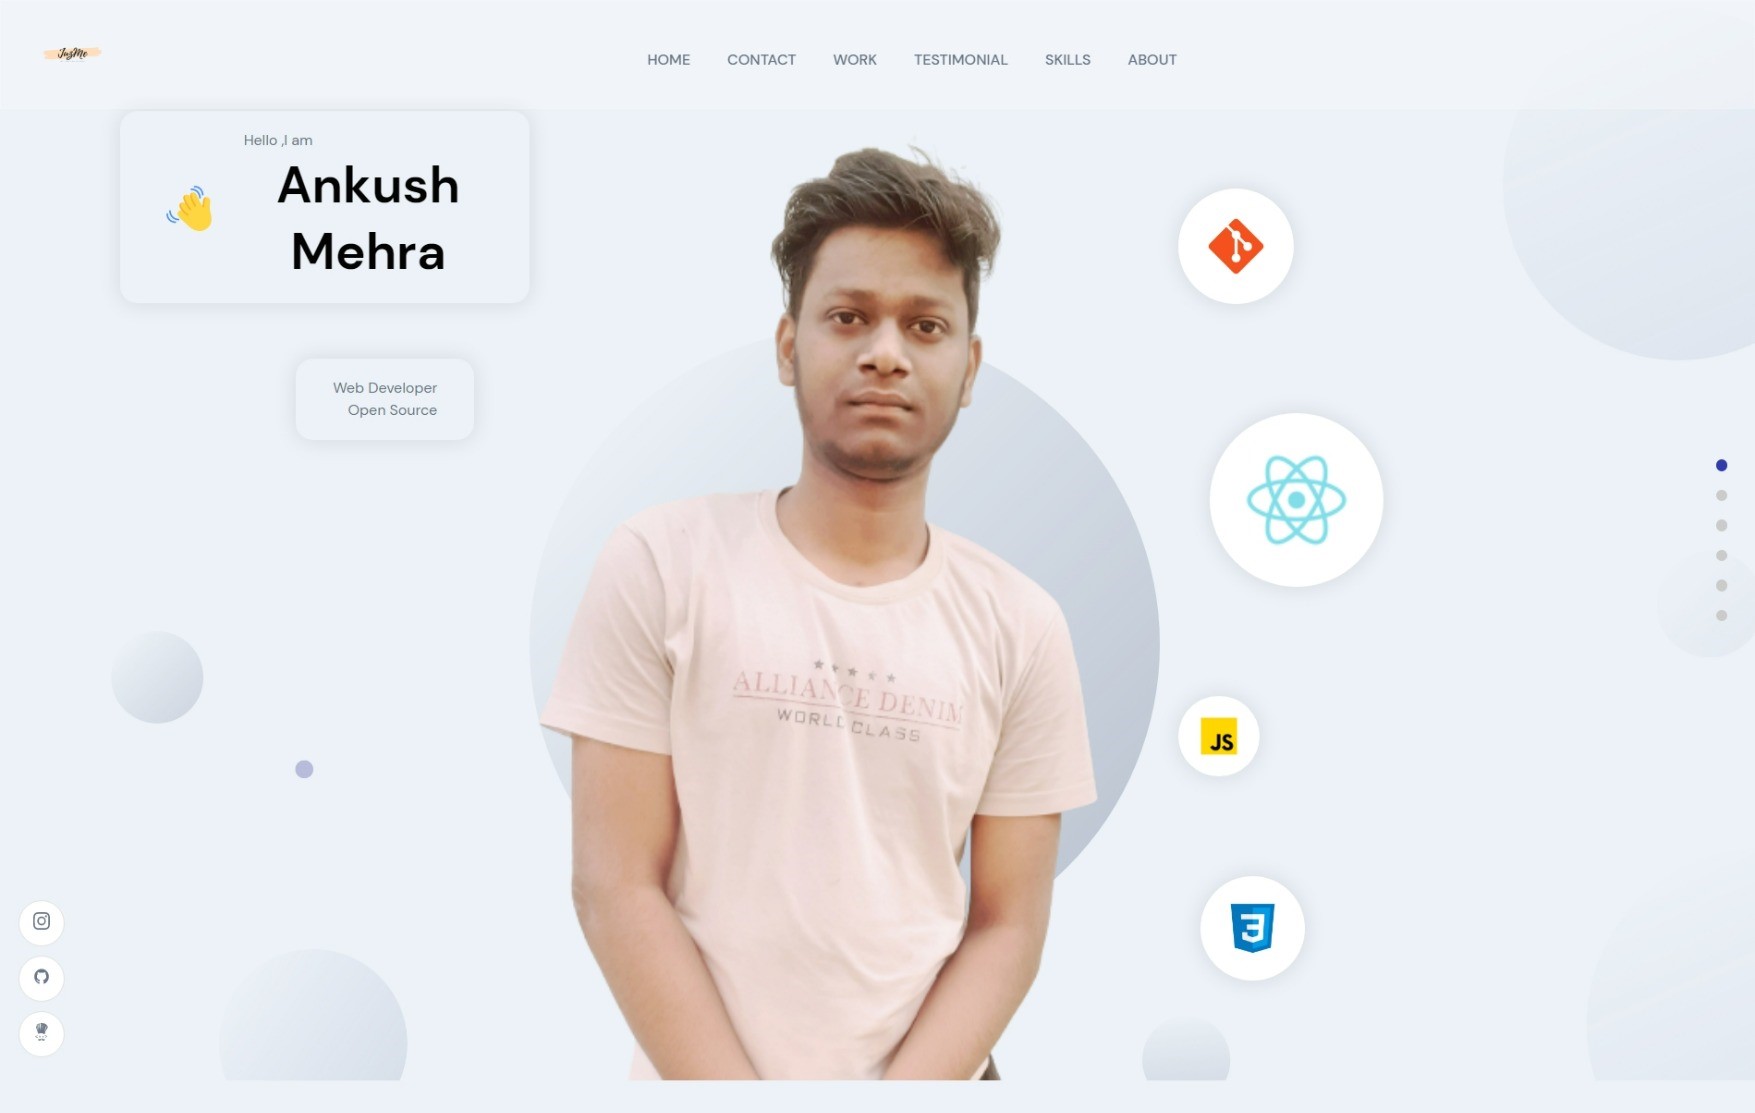 JusMe
HOME CONTACT WORK TESTIMONIAL SKILLS ABOUT
Hello ,I am
Ankush
Mehra
Web Developer
Open Source
ALLIANCE DENIM
WORLD CLASS
JS